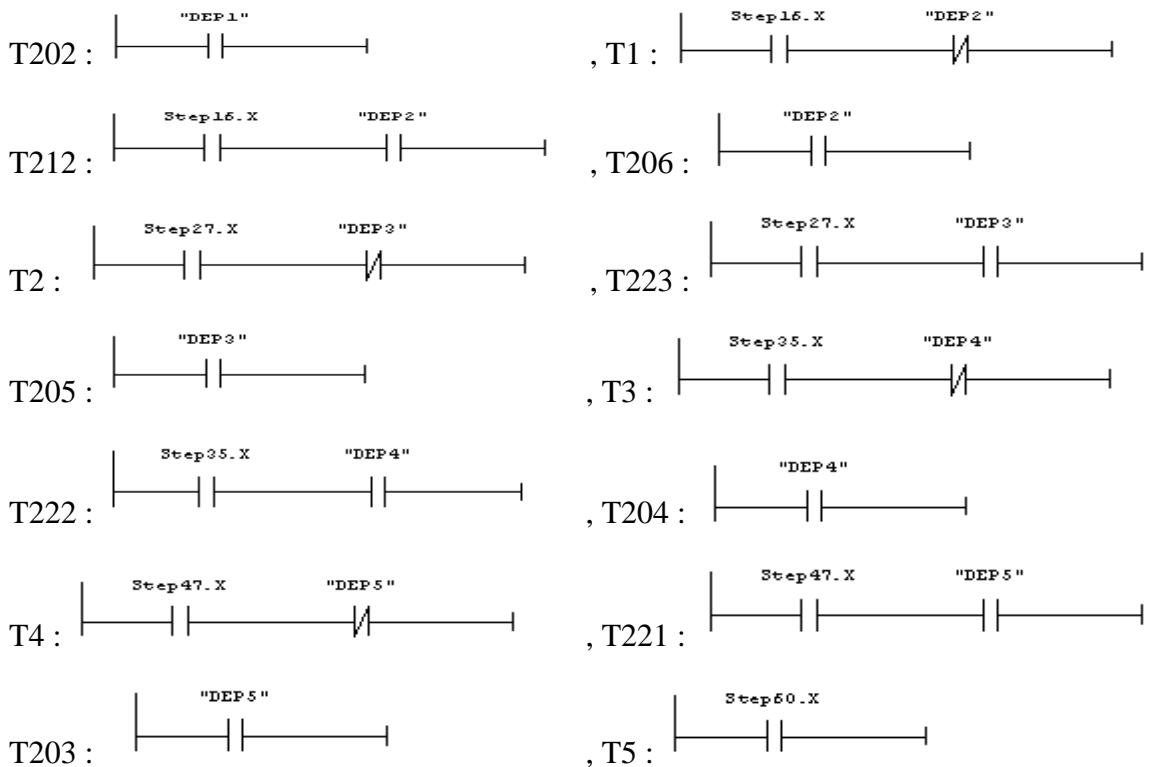 "DEP1" Step16.X "DEP2"
T202 : , T1 :
Step16.X "DEP2" "DEP2"
T212 : , T206 :
Step27.X "DEP3" Step27.X "DEP3"
T2 : , T223 :
"DEP3" Step35.X "DEP4"
T205 : , T3 :
Step35.X "DEP4" "DEP4"
T222 : , T204 :
Step47.X "DEP5" Step47.X "DEP5"
T4 : , T221 :
"DEP5" Step60.X
T203 : , T5 :